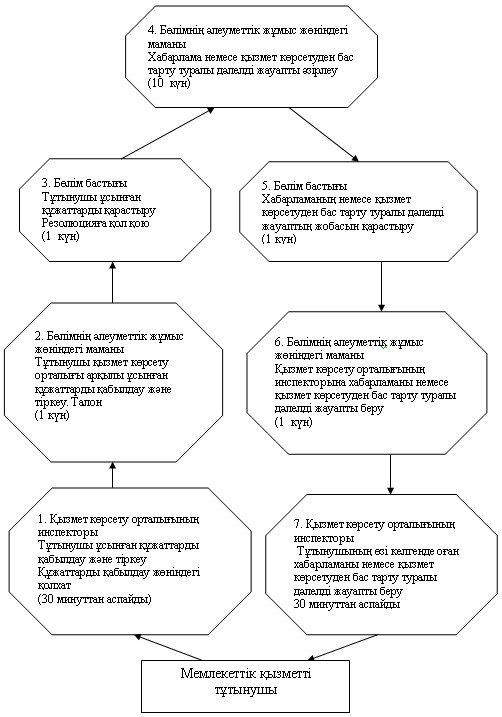 4. Бөлімнің әлеуметтік жұмыс жөніндегі
маманы
Хабарлама немесе қызмет көрсетуден бас
тарту туралы дәлелді жауапты әзірлеу
(10 күн)
3. Бөлім бастығы
Тұтынушы ұсынған
құжаттарды қарастыру
Резолюцияға қол қою
(1 күн)
5. Бөлім бастығы
Хабарламаның немесе қызмет
көрсетуден бас тарту туралы дәлелді
жауаптың жобасын қарастыру
(1 күн)
2. Бөлімнің әлеуметтік жұмыс
жөніндегі маманы
Тұтынушы қызмет көрсету
орталығы арқылы ұсынған
құжаттарды қабылдау және
тіркеу. Талон
(1 күн)
6. Бөлімнің әлеуметтік жұмыс
жөніндегі маманы
Қызмет көрсету орталығының
инспекторына хабарламаны немесе
қызмет көрсетуден бас тарту туралы
дәлелді жауапты беру
(1 күн)
1. Қызмет көрсету орталығының
инспекторы
Тұтынушы ұсынған құжаттарды
қабылдау және тіркеу
Құжаттарды қабылдау жөніндегі
қолхат
(30 минуттан аспайды)
7. Қызмет көрсету орталығының
инспекторы
Тұтынушының өзі келгенде оған
хабарламаны немесе қызмет
көрсетуден бас тарту туралы
дәлелді жауапты беру
30 минуттан аспайды
Мемлекеттік қызметті
тұтынушы